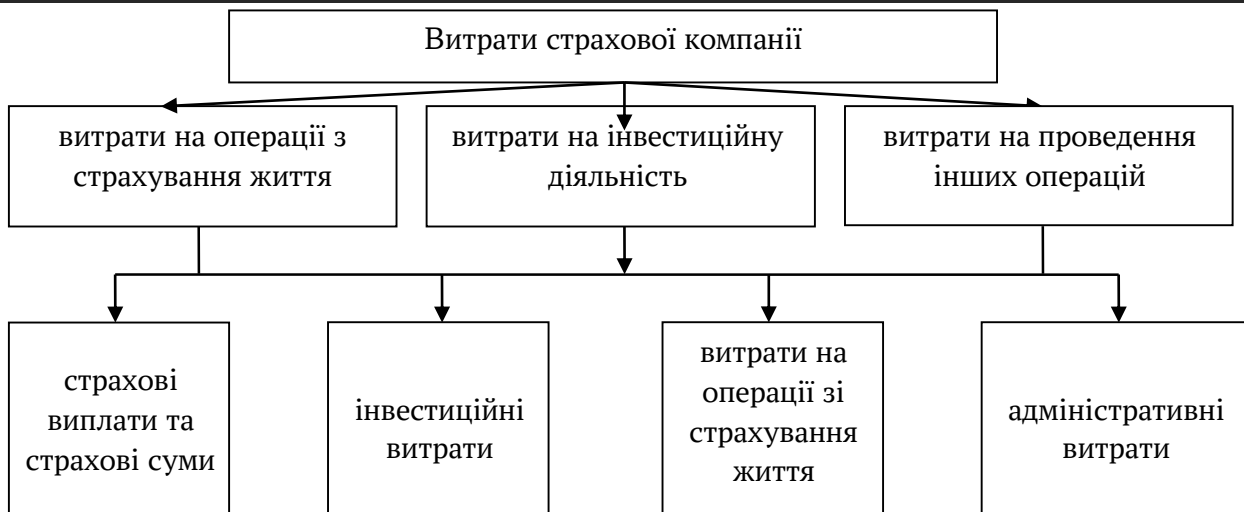 Витрати страхової компанії
витрати на операції з
страхування життя
витрати на інвестиційну
діяльність
витрати на проведення
інших операцій
страхові
виплати та
страхові суми
інвестиційні
витрати
витрати на
операції зі
страхування
життя
адміністративні
витрати